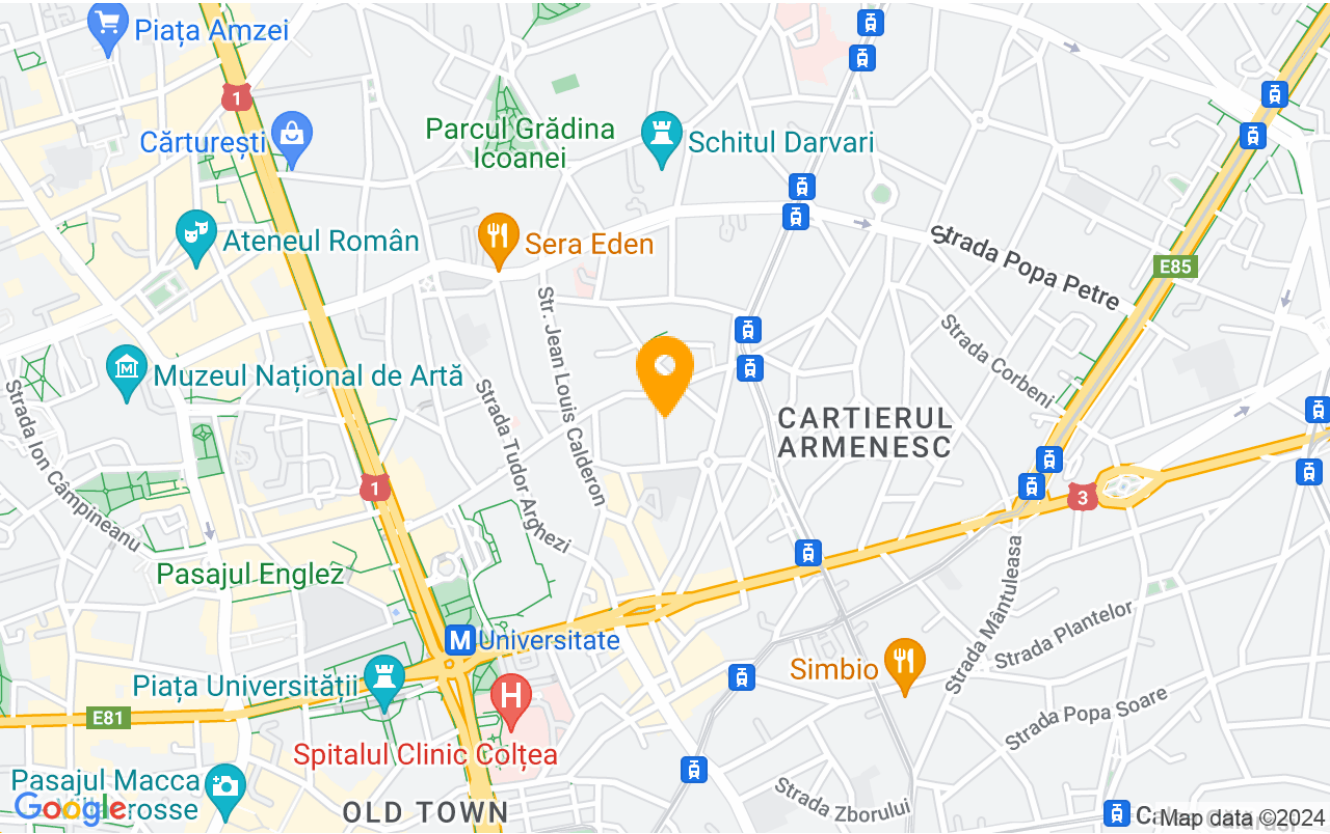 Piața Amzei
1
Cărturești
Parcul Grădina
Icoanei
Schitul Darvari
Ateneul Român
Sera Eden
Strada Popa Petre
E85
Str. Jean Louis Calderon
Strada Corbeni
Muzeul Național de Artă
Strada Ion Câmpineanu
Strada Tudor Arghezi
CARTIERUL
ARMENESC
1
3
Pasajul Englez
M Universitate
Strada Mântuleasa
Strada Plantelor
Simbio
Piața Universității
H
E81
Strada Popa Soare
Spitalul Clinic Colțea
Pasajul Macca
rosse
Google
OLD TOWN
Strada Zborului
Map data ©2024